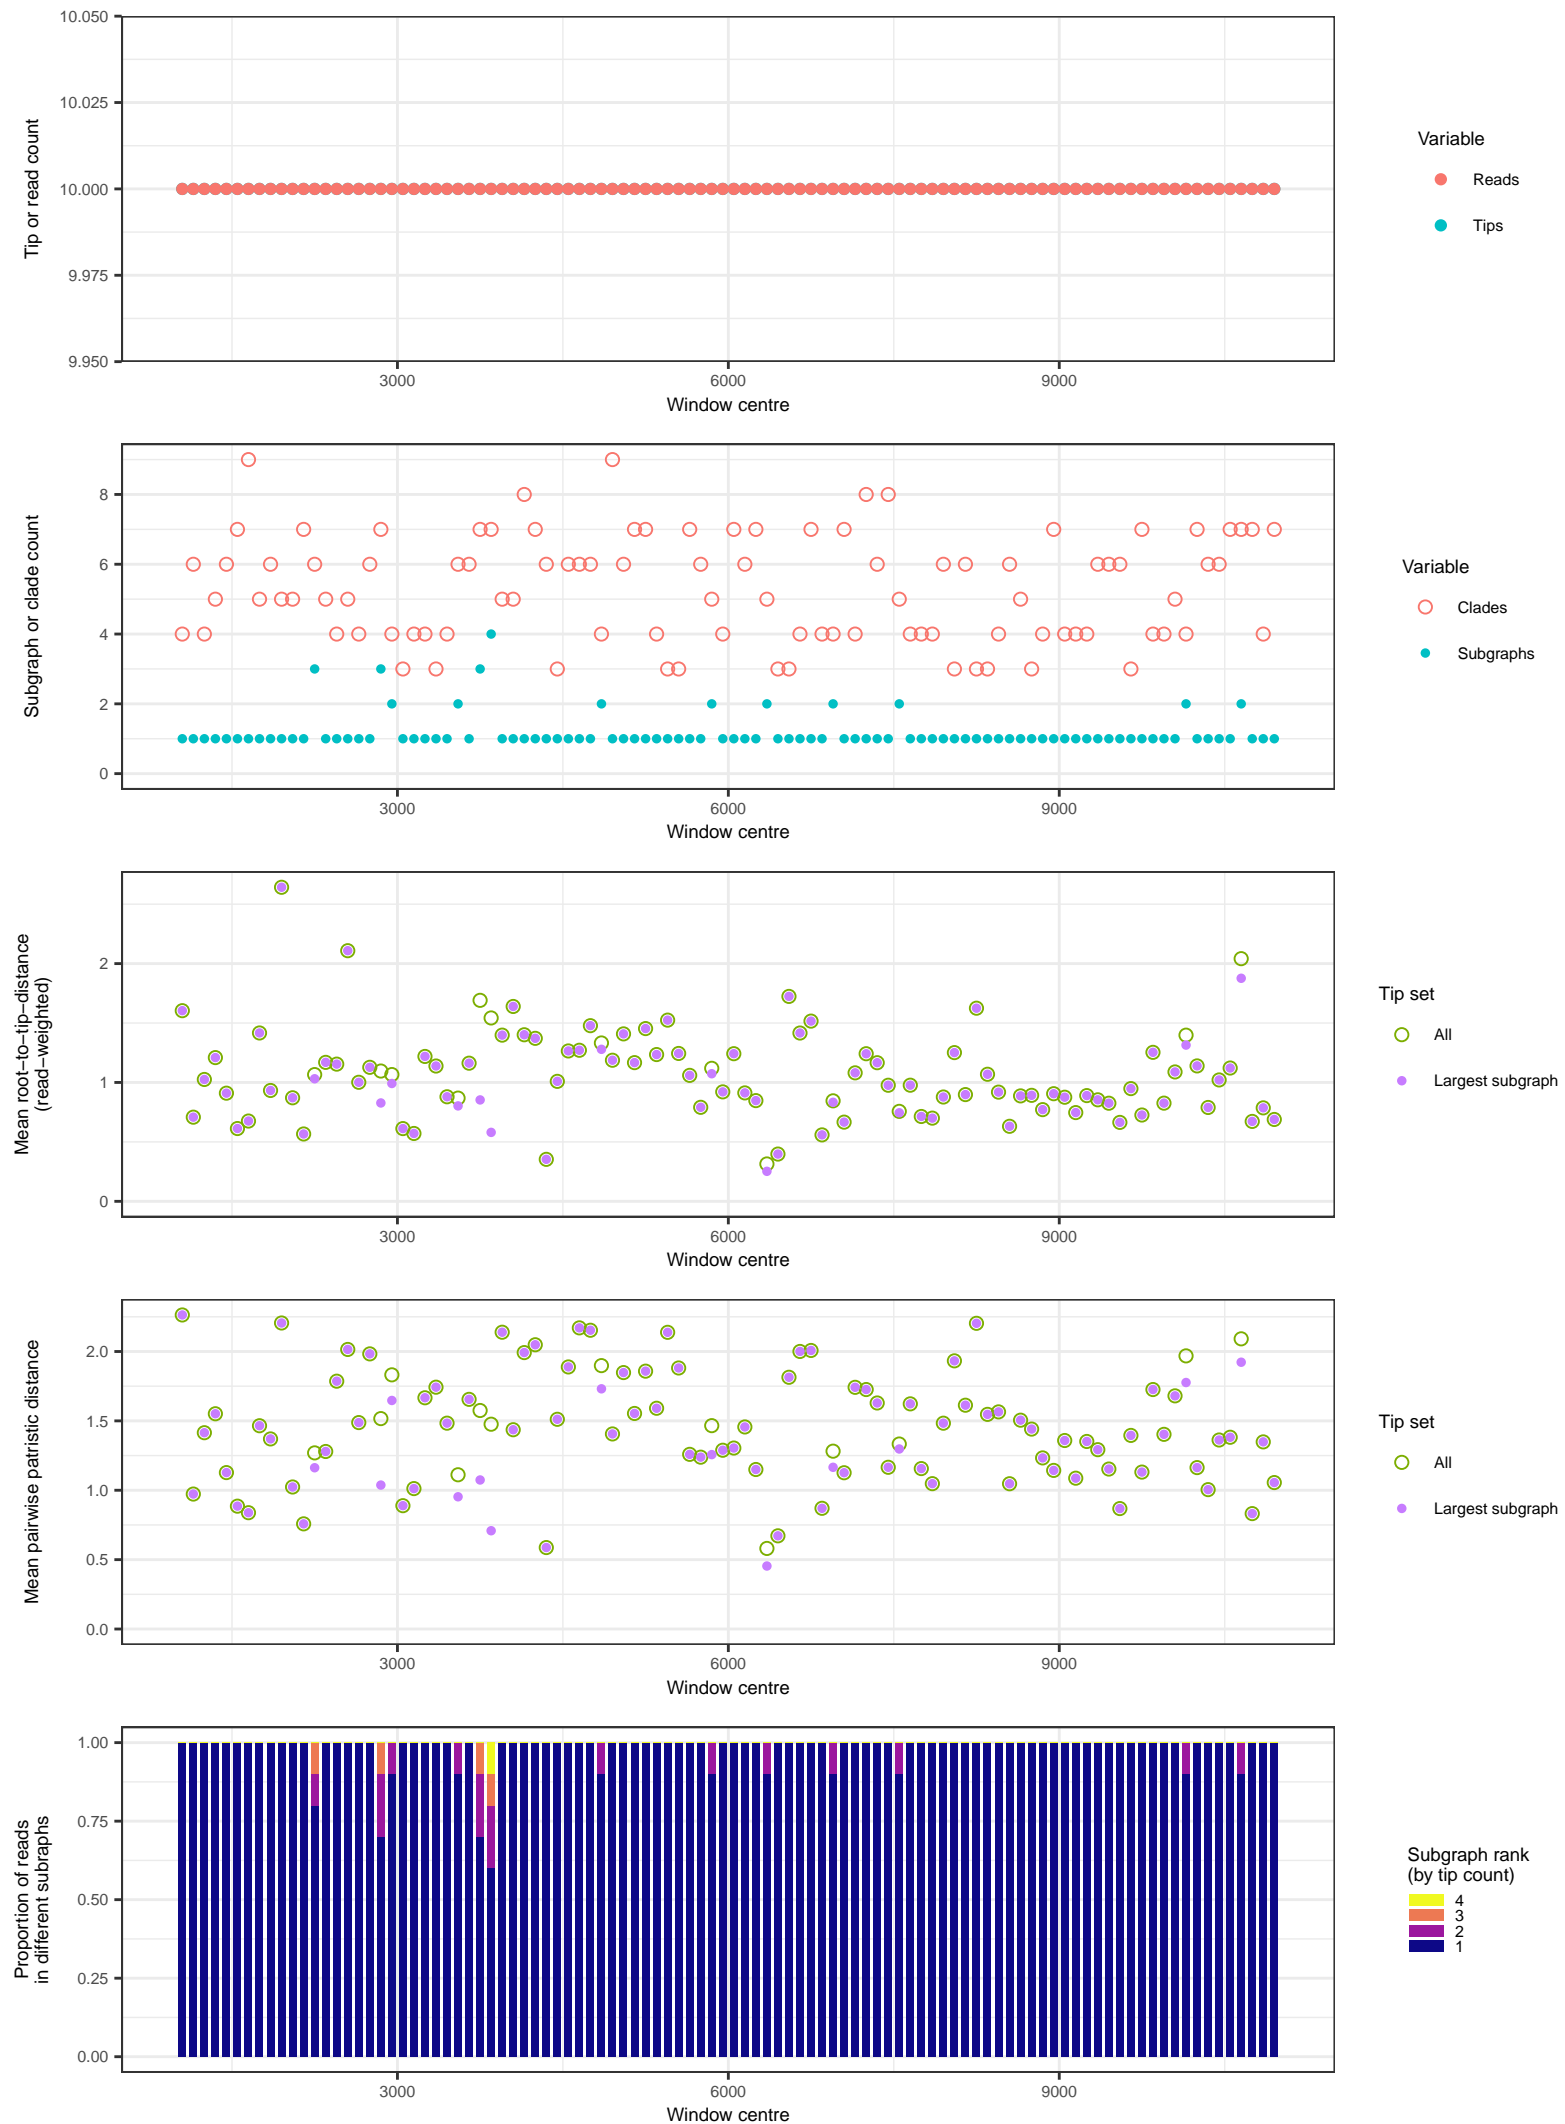 10.050
10.025
10.000
9.975
9.950
Tip or read count
3000
6000
9000
Window centre
Variable
Reads
Tips
8
6
4
2
0
Subgraph or clade count
3000
6000
9000
Window centre
Variable
Clades
Subgraphs
2
1
0
Mean root−to−tip−distance
(read−weighted)
3000
6000
9000
Window centre
Tip set
All
Largest subgraph
2.0
1.5
1.0
0.5
0.0
Mean pairwise patristic distance
3000
6000
9000
Window centre
Tip set
All
Largest subgraph
1.00
0.75
0.50
0.25
0.00
Proportion of reads
in different subraphs
3000
6000
9000
Window centre
Subgraph rank
(by tip count)
4
3
2
1